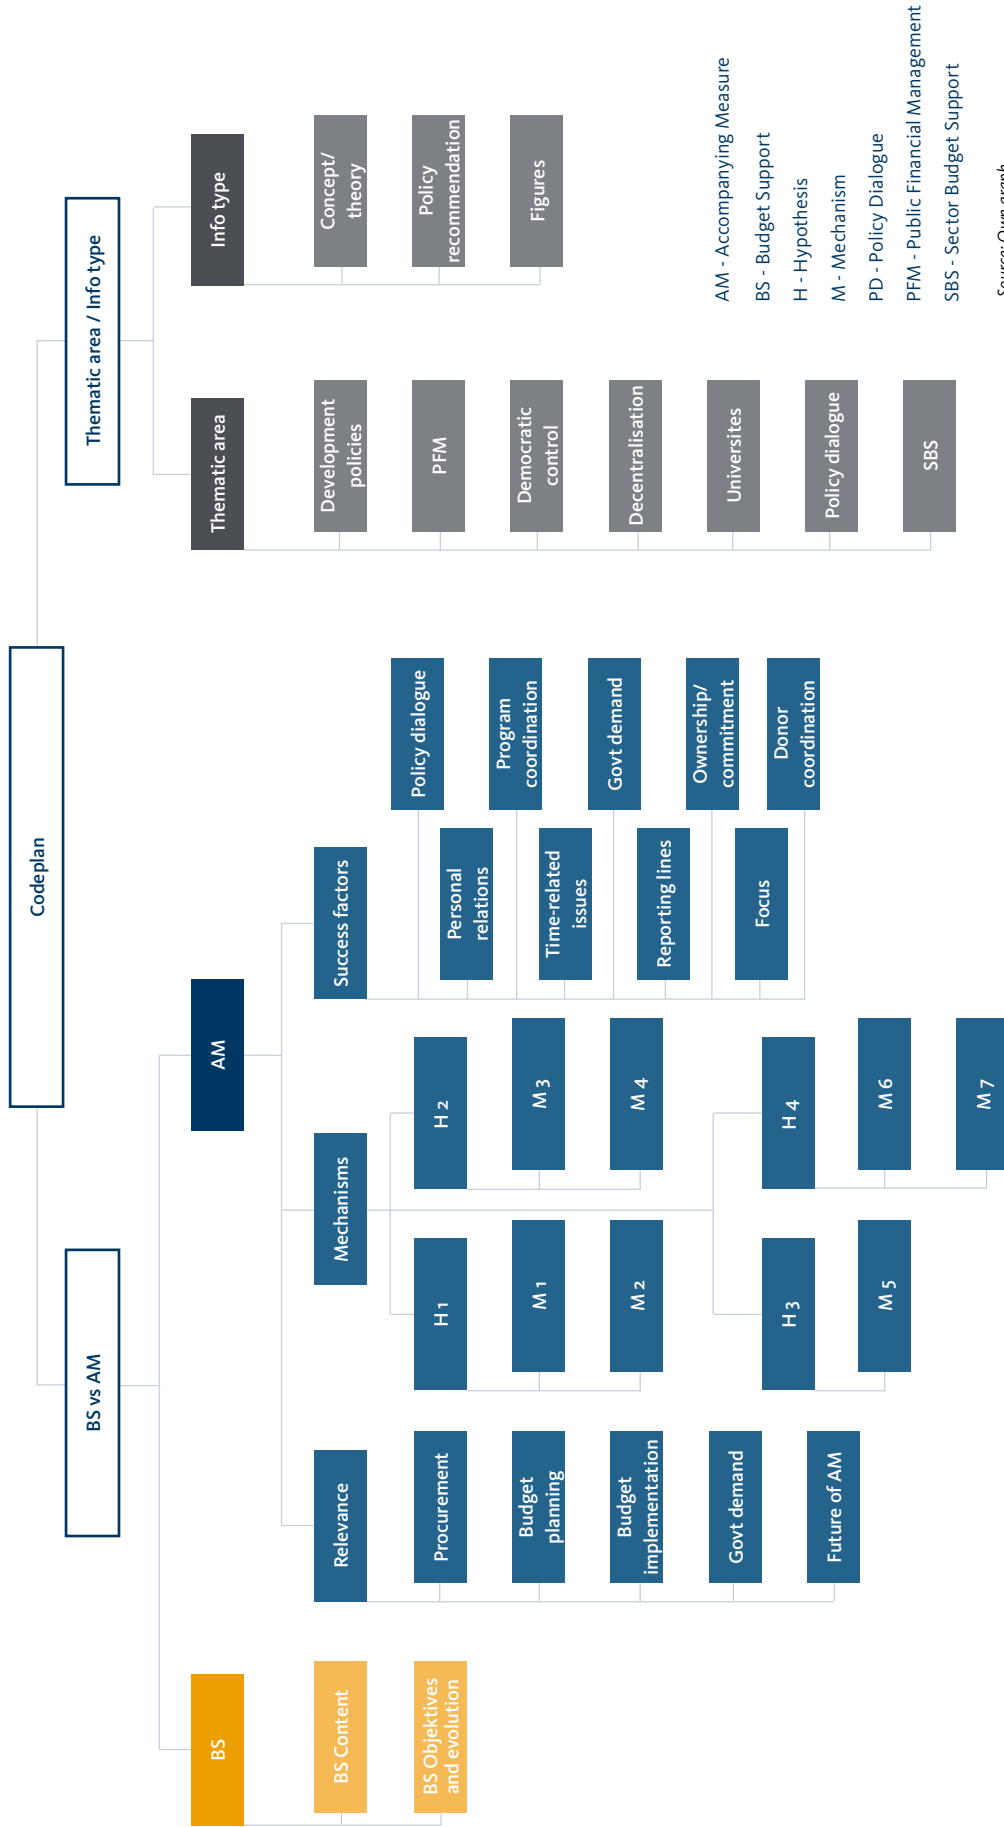 Codeplan
BS vs AM
Thematic area / Info type
BS
AM
Thematic area
Info type
BS Content
BS Objektives
and evolution
Relevance
Procurement
Budget
planning
Budget
implementation
Govt demand
Future of AM
Mechanisms
H 1
M 1
M 2
H 2
M 3
M 4
H 3
M 5
H 4
M 6
M 7
Success factors
Policy dialogue
Personal
relations
Program
coordination
Time-related
issues
Govt demand
Reporting lines
Ownership/
commitment
Focus
Donor
coordination
Development
policies
PFM
Democratic
control
Decentralisation
Universites
Policy dialogue
SBS
Concept/
theory
Policy
recommendation
Figures
AM - Accompanying Measure
BS - Budget Support
H - Hypothesis
M - Mechanism
PD - Policy Dialogue
PFM - Public Financial Management
SBS - Sector Budget Support
Source: Own graph